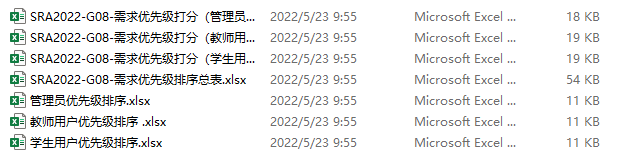 SRA2022-G08-需求优先级打分（管理员... 2022/5/23 9:55 Microsoft Excel ... 18 KB
SRA2022-G08-需求优先级打分（教师用... 2022/5/23 9:55 Microsoft Excel ... 19 KB
SRA2022-G08-需求优先级打分（学生用... 2022/5/23 9:55 Microsoft Excel ... 19 KB
SRA2022-G08-需求优先级排序总表.xlsx 2022/5/23 9:55 Microsoft Excel ... 54 KB
管理员优先级排序.xlsx 2022/5/23 9:55 Microsoft Excel ... 11 KB
教师用户优先级排序 .xlsx 2022/5/23 9:55 Microsoft Excel ... 11 KB
学生用户优先级排序.xlsx 2022/5/23 9:55 Microsoft Excel ... 11 KB